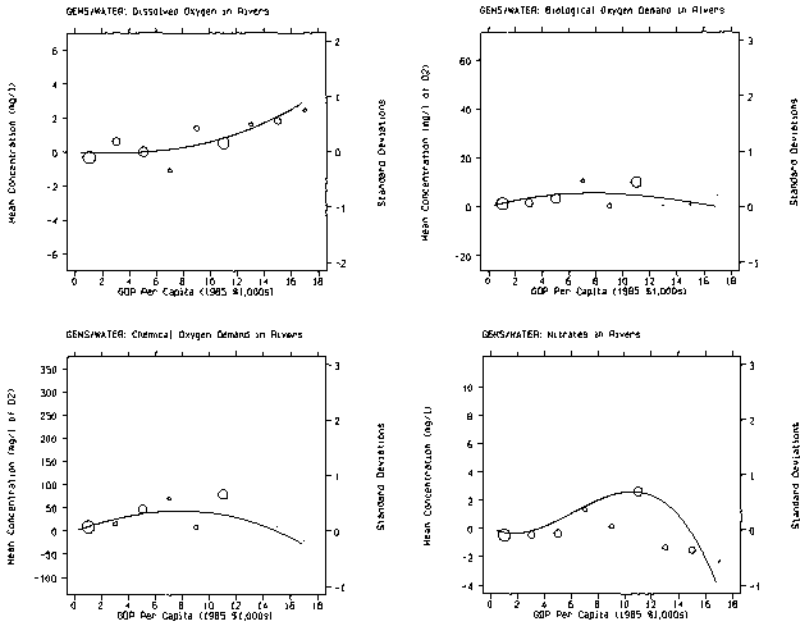 GEMS/WATER: Dissolved Oxygen in Rivers
Mean Concentration (mg/l)
6
4
2
0
-2
-4
-6
2
1
0
-1
-2
Standard Deviations
0 2 4 6 8 10 12 14 16 18
GDP Per Capita (1985 $1,000s)
GEMS/WATER: Biological Oxygen Demand in Rivers
Mean Concentration (mg/l of O2)
60
40
20
0
-20
3
2
1
0
-1
Standard Deviations
0 2 4 6 8 10 12 14 16 18
GDP Per Capita (1985 $1,000s)
GEMS/WATER: Chemical Oxygen Demand in Rivers
Mean Concentration (mg/l of O2)
350
300
250
200
150
100
50
0
-50
-100
3
2
1
0
-1
Standard Deviations
0 2 4 6 8 10 12 14 16 18
GDP Per Capita (1985 $1,000s)
GEMS/WATER: Nitrates in Rivers
Mean Concentration (mg/l)
10
8
6
4
2
0
-2
-4
3
2
1
0
-1
Standard Deviations
0 2 4 6 8 10 12 14 16 18
GDP Per Capita (1985 $1,000s)